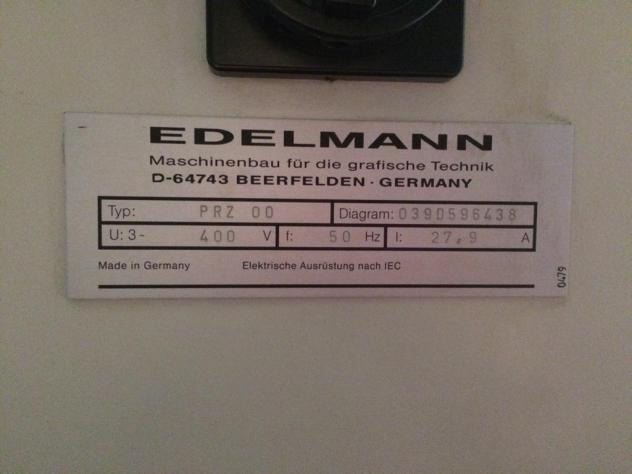 EDELMANN
Maschinenbau für die grafische Technik
D-64743 BEERFELDEN · GERMANY
Typ: PRZ 00 Diagram: 0390596438
U: 3~ 400 V f: 50 Hz I: 27,9 A
Made in Germany Elektrische Ausrüstung nach IEC
0479